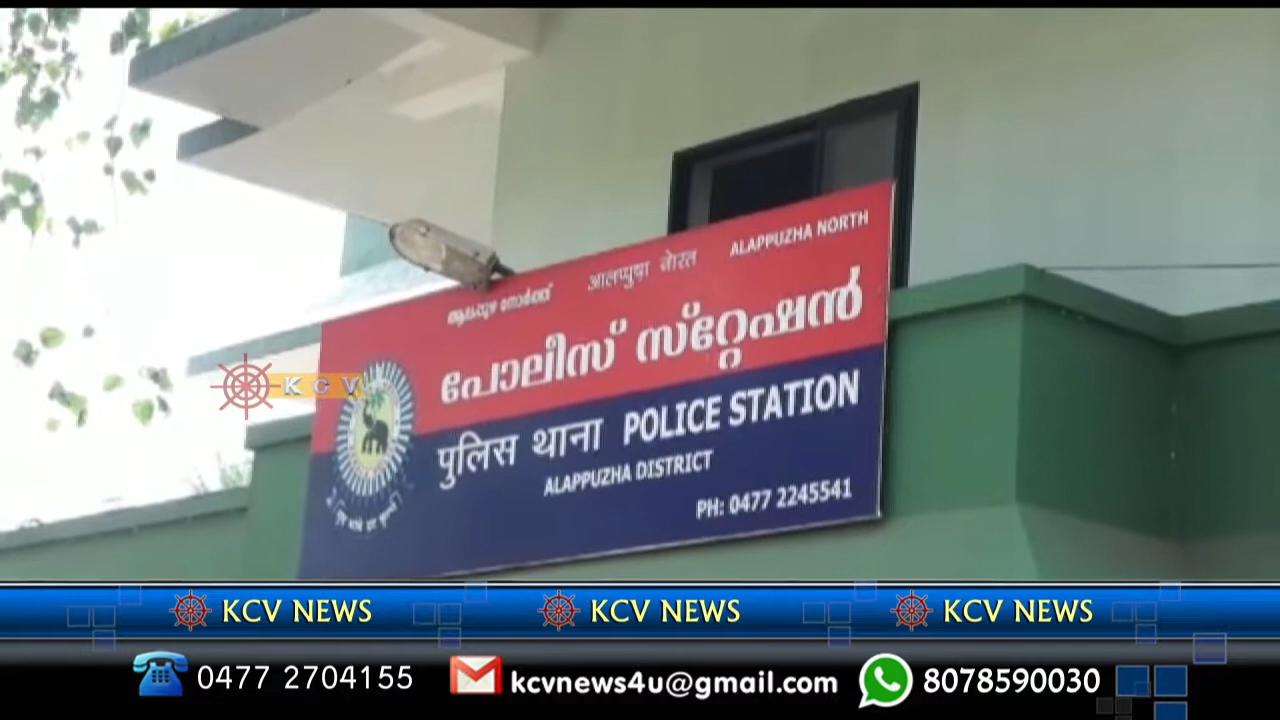 ആലപ്പുഴ നോർത്ത് आलप्पुषा नोरत ALAPPUZHA NORTH
പോലീസ് സ്റ്റേഷൻ
KCV
पुलिस थाना POLICE STATION
ALAPPUZHA DISTRICT
PH: 0477 2245541
KCV NEWS KCV NEWS KCV NEWS
0477 2704155 kcvnews4u@gmail.com 8078590030